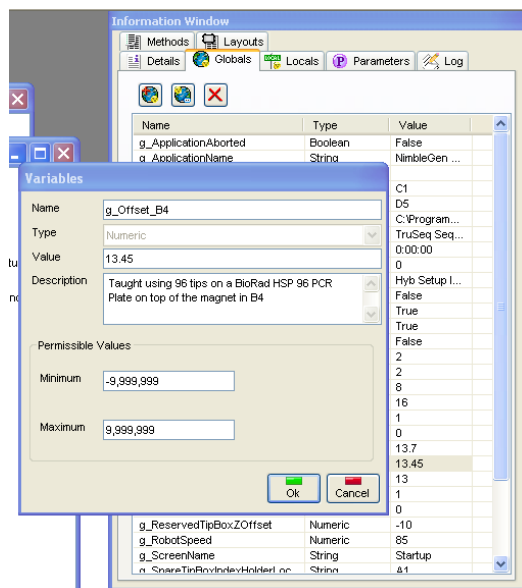 Information Window
Methods Layouts
Details Globals Locals Parameters Log
Name Type Value
g_ApplicationAborted Boolean False
g_ApplicationName String NimbleGen ...
C1
D5
C:\Program...
TruSeq Seq...
0:00:00
0
Hyb Setup I...
False
True
True
False
2
2
8
16
1
0
13.7
13.45
13
1
0
g_ReservedTipBoxZOffset Numeric -10
g_RobotSpeed Numeric 85
g_ScreenName String Startup
g_SpareTipBoxIndexHolderLoc String A1
Variables
Name g_Offset_B4
Type Numeric
Value 13.45
Description Taught using 96 tips on a BioRad HSP 96 PCR
Plate on top of the magnet in B4
Permissible Values
Minimum -9,999,999
Maximum 9,999,999
Ok Cancel